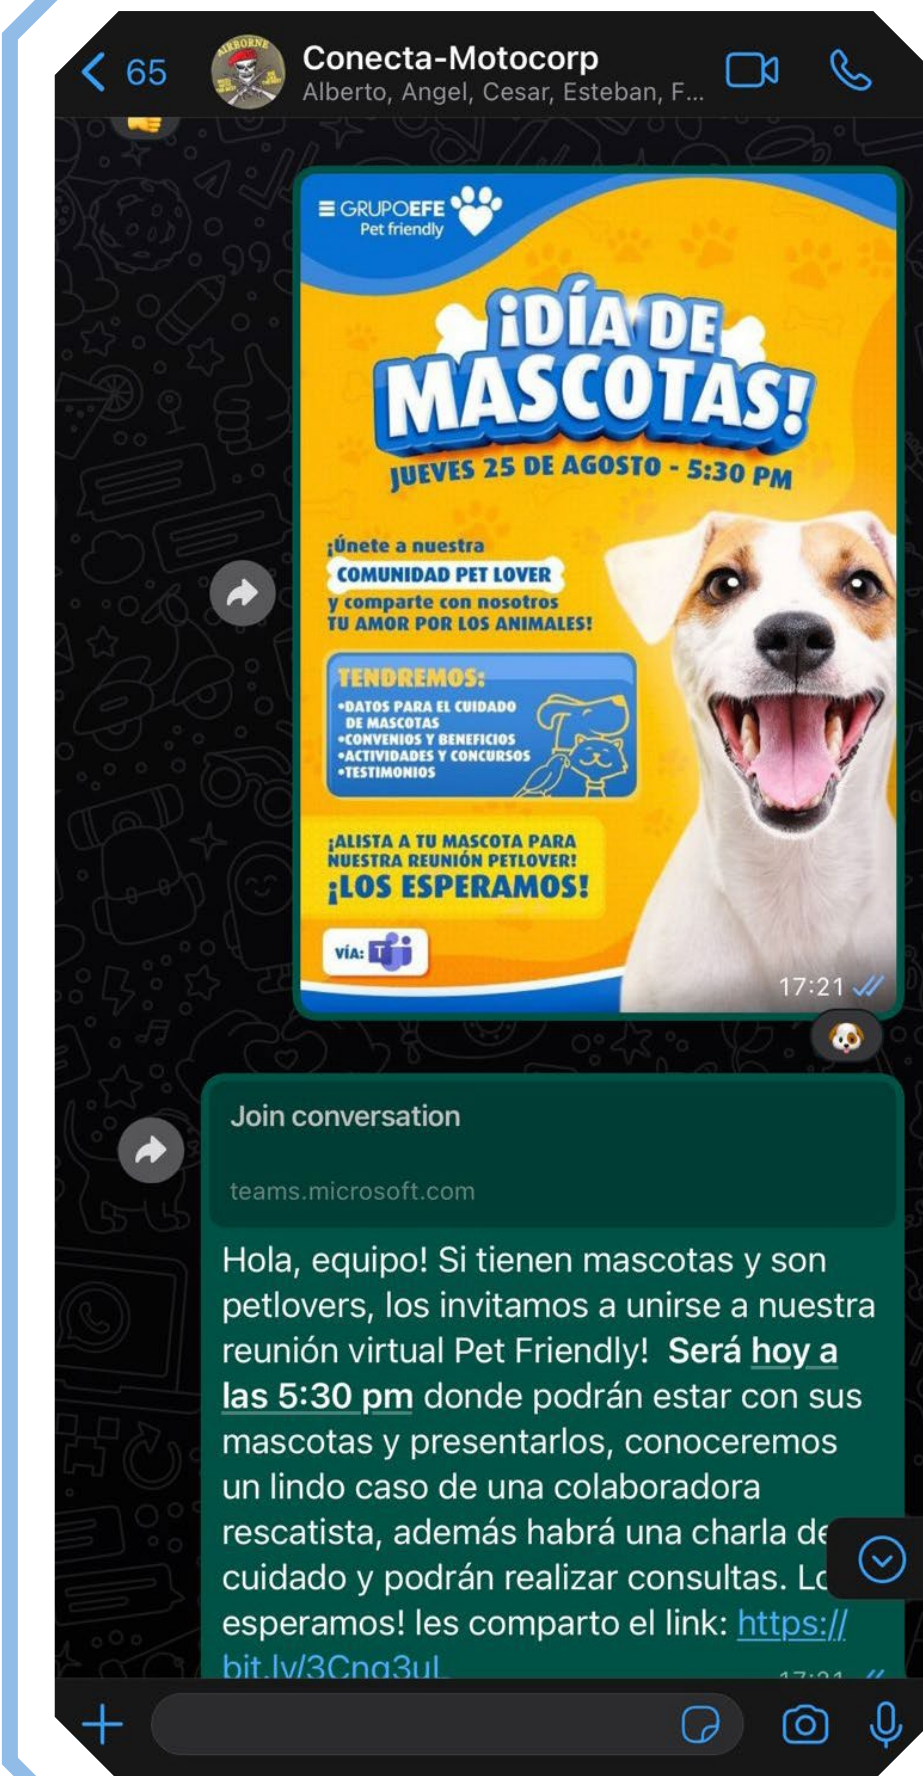 65
AIRBORNE
Conecta-Motocorp
Alberto, Angel, Cesar, Esteban, F...
GRUPOEFE
Pet friendly
¡DÍA DE
MASCOTAS!
JUEVES 25 DE AGOSTO - 5:30 PM
¡Únete a nuestra
COMUNIDAD PET LOVER
y comparte con nosotros
TU AMOR POR LOS ANIMALES!
TENDREMOS:
•DATOS PARA EL CUIDADO
DE MASCOTAS
•CONVENIOS Y BENEFICIOS
•ACTIVIDADES Y CONCURSOS
•TESTIMONIOS
¡ALISTA A TU MASCOTA PARA
NUESTRA REUNIÓN PETLOVER!
¡LOS ESPERAMOS!
VÍA: T
17:21
Join conversation
teams.microsoft.com
Hola, equipo! Si tienen mascotas y son
petlovers, los invitamos a unirse a nuestra
reunión virtual Pet Friendly! Será hoy a
las 5:30 pm donde podrán estar con sus
mascotas y presentarlos, conoceremos
un lindo caso de una colaboradora
rescatista, además habrá una charla de
cuidado y podrán realizar consultas. Lo
esperamos! les comparto el link: https://
bit.ly/3Cng3uL
17:21